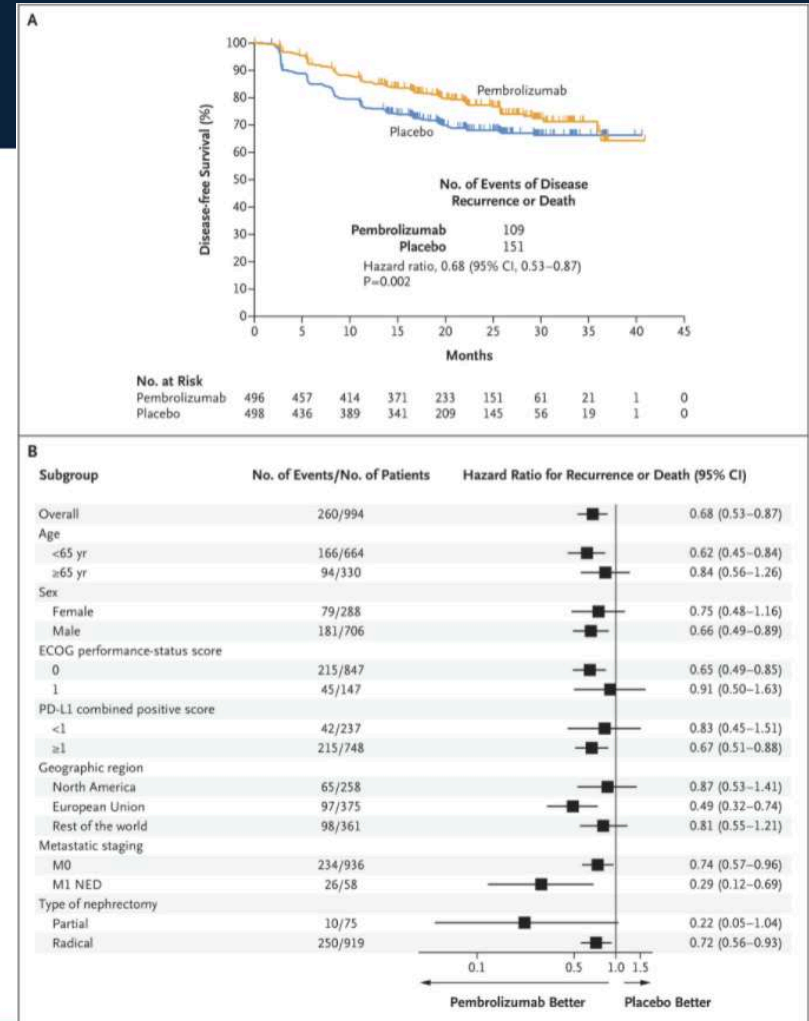 A
100
90
80
70
60
50
40
30
20
10
0
Disease-free Survival (%)
Pembrolizumab
Placebo
No. of Events of Disease
Recurrence or Death
Pembrolizumab 109
Placebo 151
Hazard ratio, 0.68 (95% CI, 0.53–0.87)
P=0.002
0 5 10 15 20 25 30 35 40 45
Months
No. at Risk
Pembrolizumab 496 457 414 371 233 151 61 21 1 0
Placebo 498 436 389 341 209 145 56 19 1 0
B
Subgroup No. of Events/No. of Patients Hazard Ratio for Recurrence or Death (95% CI)
Overall 260/994 0.68 (0.53–0.87)
Age
<65 yr 166/664 0.62 (0.45–0.84)
≥65 yr 94/330 0.84 (0.56–1.26)
Sex
Female 79/288 0.75 (0.48–1.16)
Male 181/706 0.66 (0.49–0.89)
ECOG performance-status score
0 215/847 0.65 (0.49–0.85)
1 45/147 0.91 (0.50–1.63)
PD-L1 combined positive score
<1 42/237 0.83 (0.45–1.51)
≥1 215/748 0.67 (0.51–0.88)
Geographic region
North America 65/258 0.87 (0.53–1.41)
European Union 97/375 0.49 (0.32–0.74)
Rest of the world 98/361 0.81 (0.55–1.21)
Metastatic staging
M0 234/936 0.74 (0.57–0.96)
M1 NED 26/58 0.29 (0.12–0.69)
Type of nephrectomy
Partial 10/75 0.22 (0.05–1.04)
Radical 250/919 0.72 (0.56–0.93)
0.1 0.5 1.0 1.5
Pembrolizumab Better Placebo Better